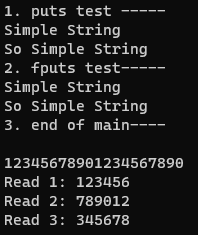 1. puts test -----
Simple String
So Simple String
2. fputs test-----
Simple String
So Simple String
3. end of main----
12345678901234567890
Read 1: 123456
Read 2: 789012
Read 3: 345678